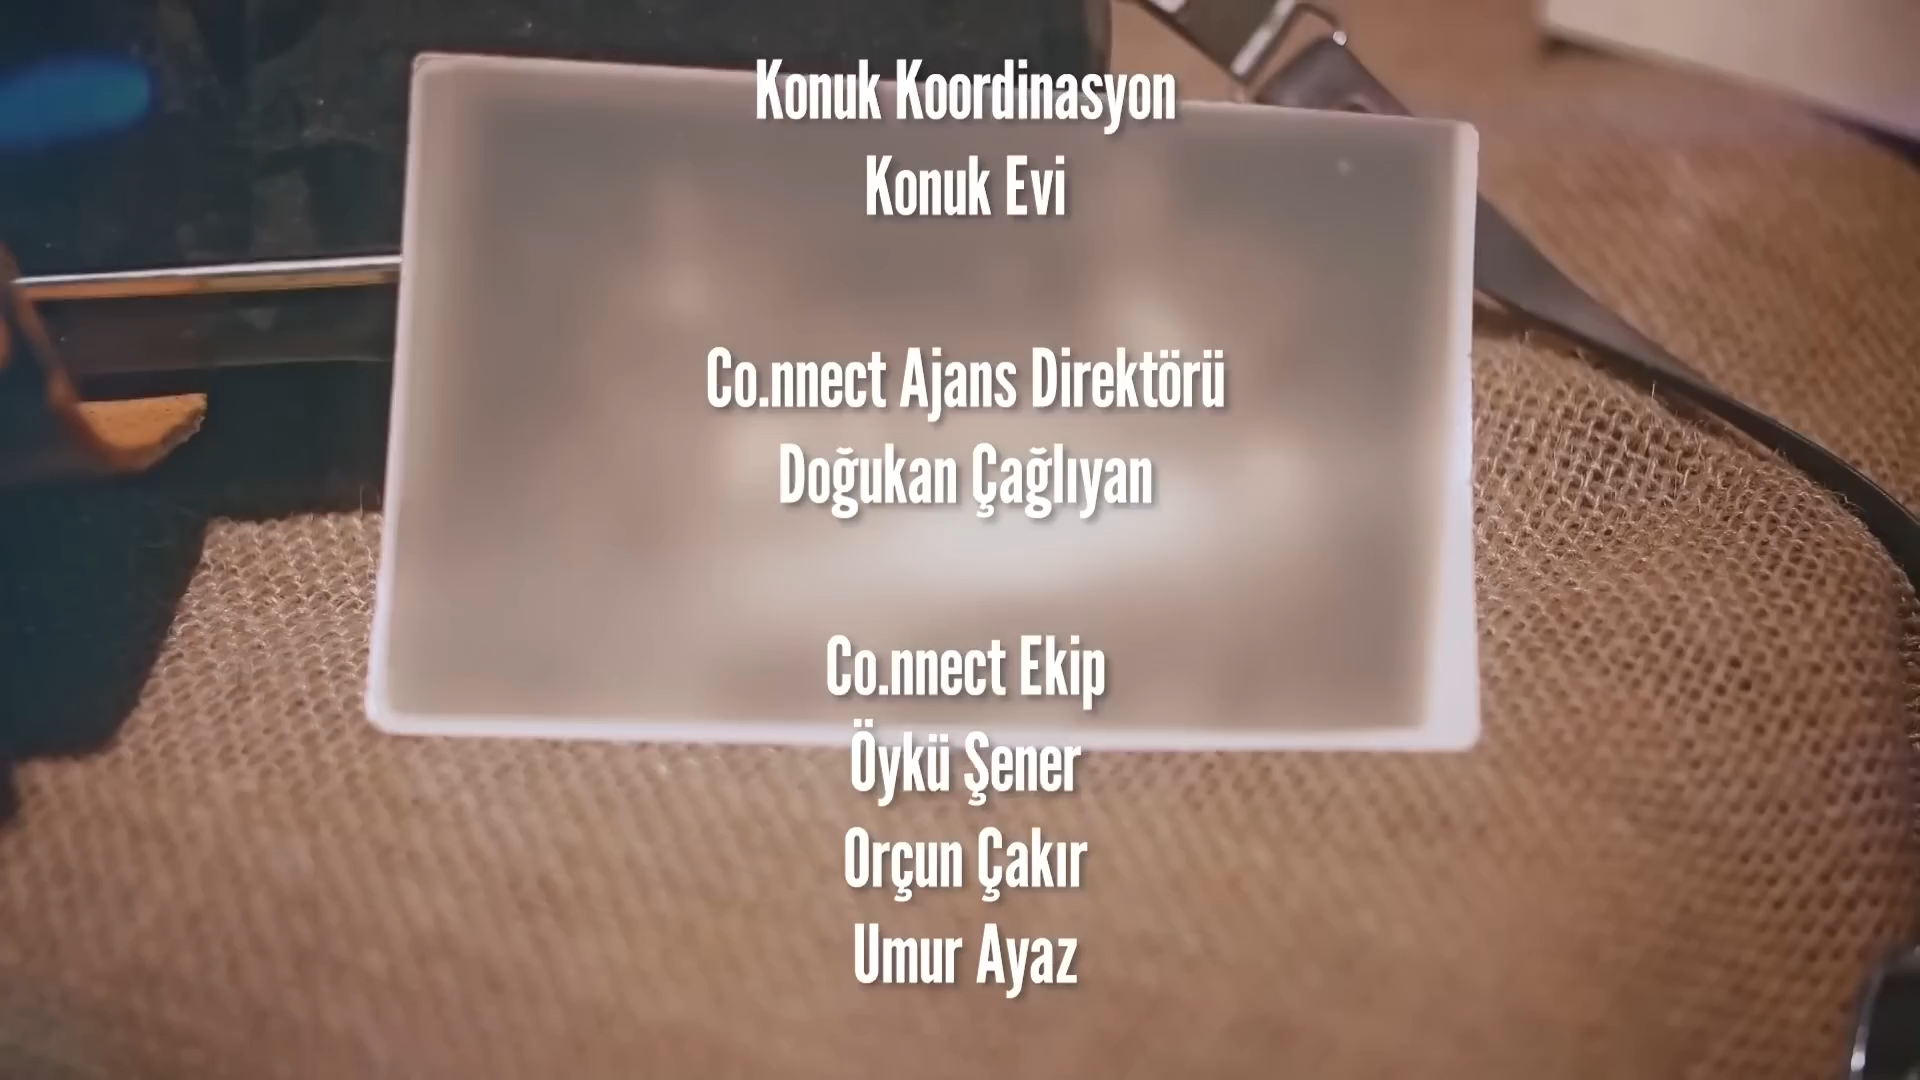 Konuk Koordinasyon
Konuk Evi
Co.nnect Ajans Direktörü
Doğukan Çağlıyan
Co.nnect Ekip
Öykü Şener
Orçun Çakır
Umur Ayaz